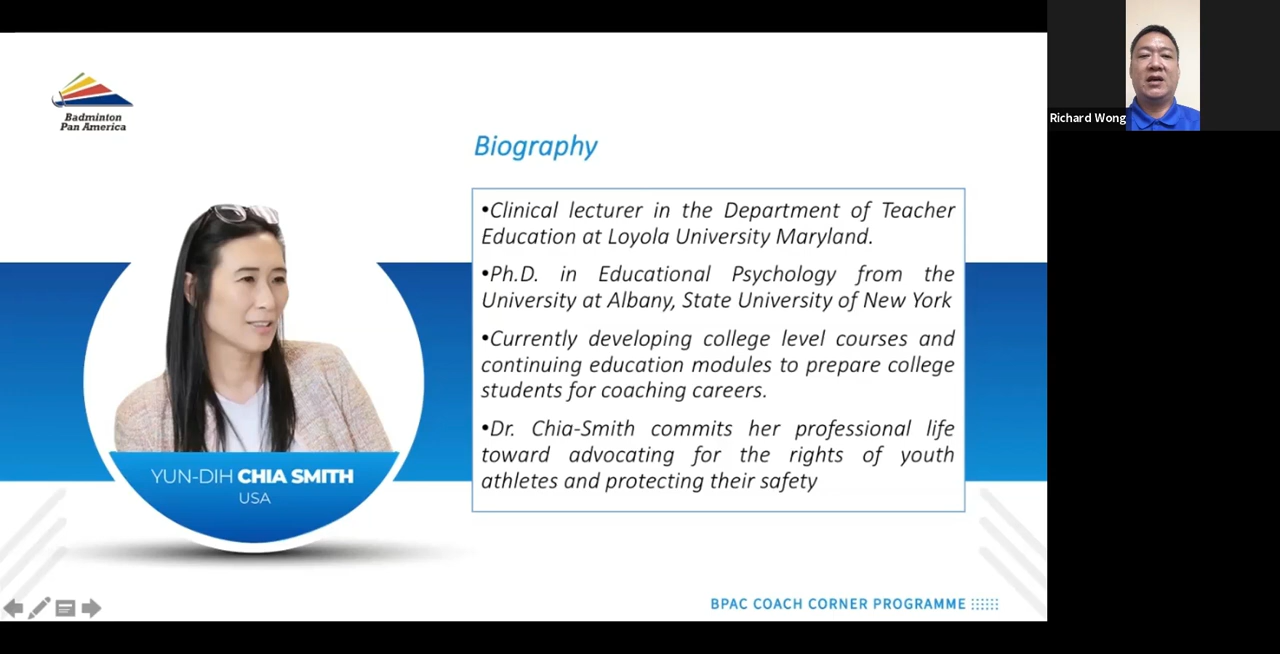 Badminton
Pan America
Biography
•Clinical lecturer in the Department of Teacher
Education at Loyola University Maryland.
•Ph.D. in Educational Psychology from the
University at Albany, State University of New York
•Currently developing college level courses and
continuing education modules to prepare college
students for coaching careers.
•Dr. Chia-Smith commits her professional life
toward advocating for the rights of youth
athletes and protecting their safety
YUN-DIH CHIA SMITH
USA
BPAC COACH CORNER PROGRAMME
Richard Wong